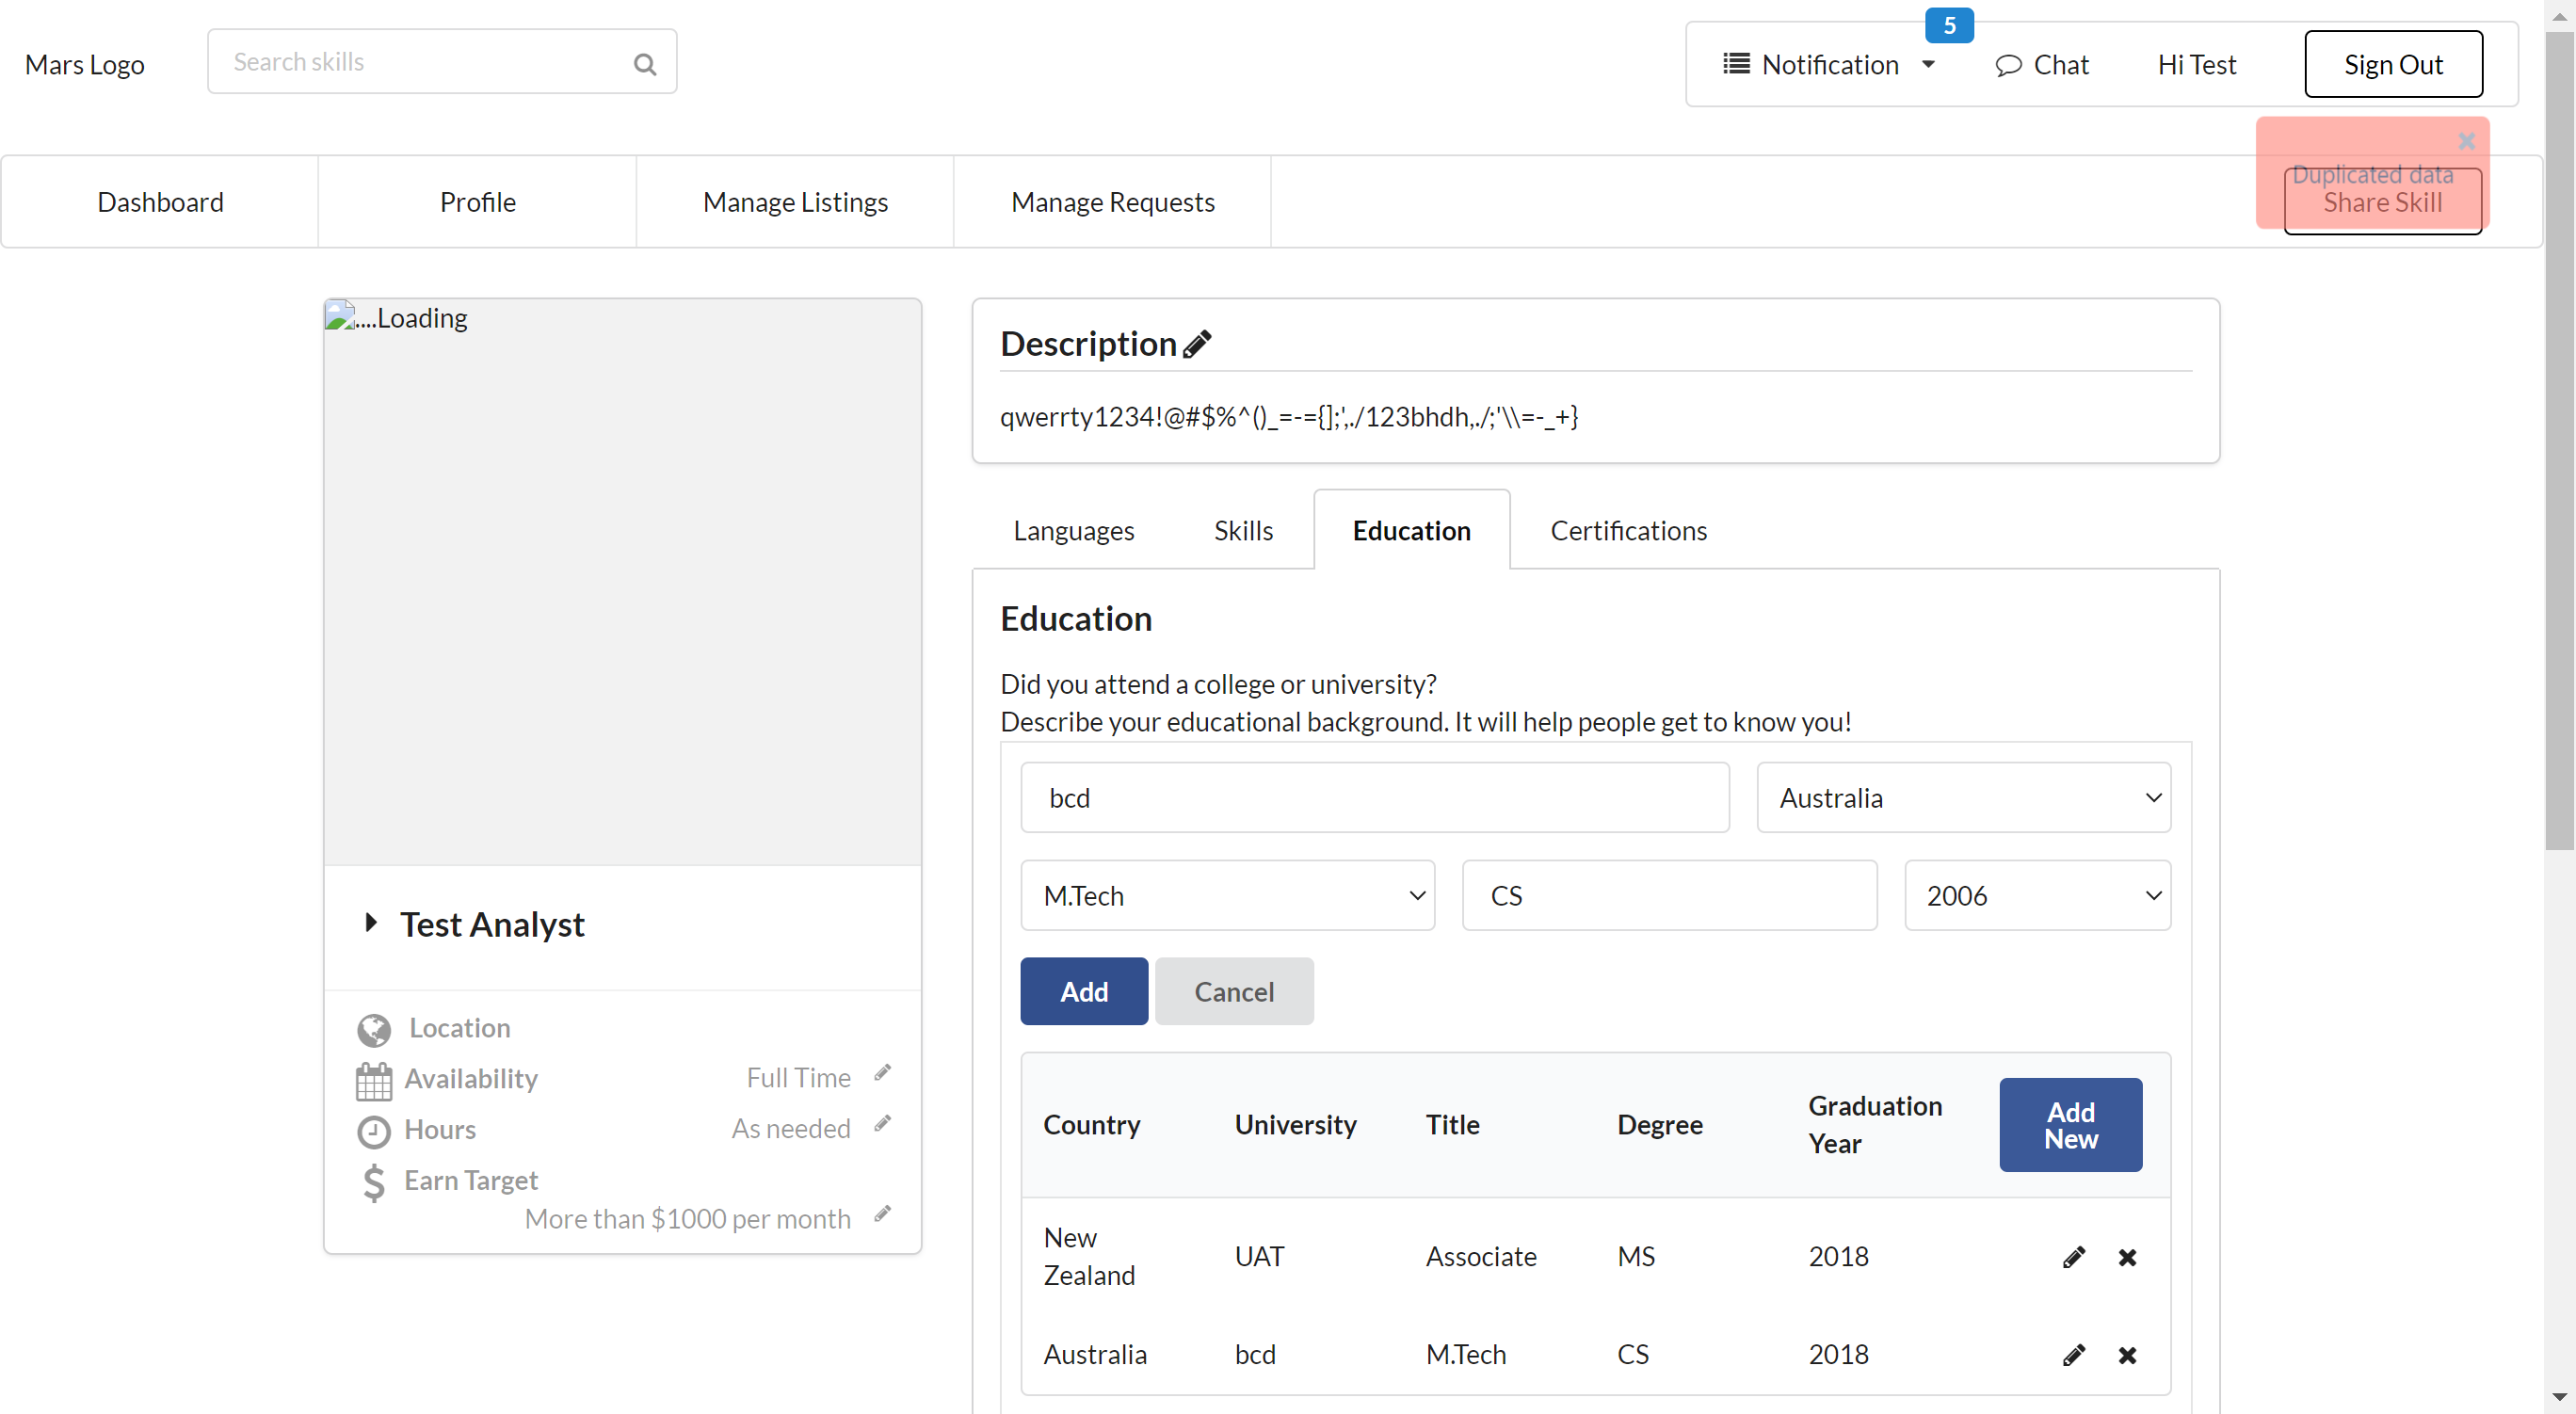 Mars Logo
Search skills
Notification
5
Chat
Hi Test
Sign Out
Dashboard
Profile
Manage Listings
Manage Requests
Duplicated data
Share Skill
....Loading
Test Analyst
Location
Availability
Full Time
Hours
As needed
Earn Target
More than $1000 per month
Description
qwerrty1234!@#$%^()_=-={];',./123bhdh,./;'\\=-_+}
Languages
Skills
Education
Certifications
Education
Did you attend a college or university?
Describe your educational background. It will help people get to know you!
bcd
Australia
M.Tech
CS
2006
Add
Cancel
Country
University
Title
Degree
Graduation
Year
Add
New
New
Zealand
UAT
Associate
MS
2018
Australia
bcd
M.Tech
CS
2018